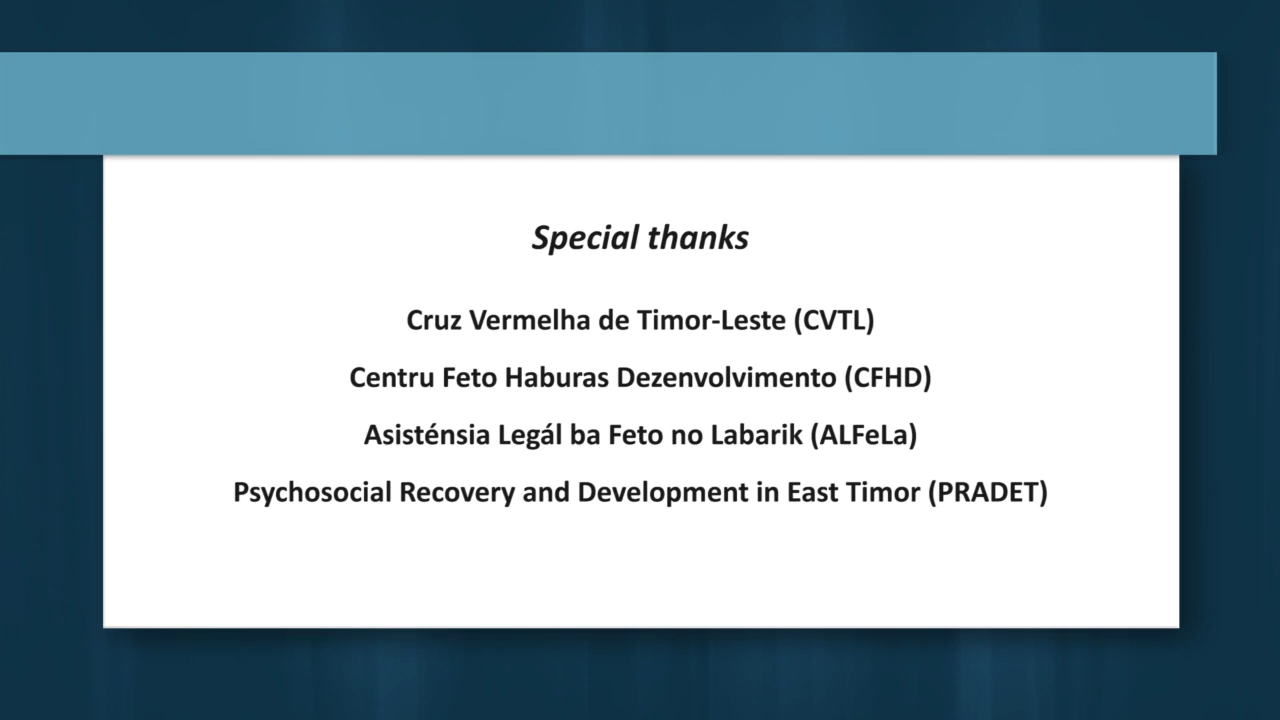 Special thanks
Cruz Vermelha de Timor-Leste (CVTL)
Centru Feto Haburas Dezenvolvimento (CFHD)
Asisténsia Legál ba Feto no Labarik (ALFeLa)
Psychosocial Recovery and Development in East Timor (PRADET)